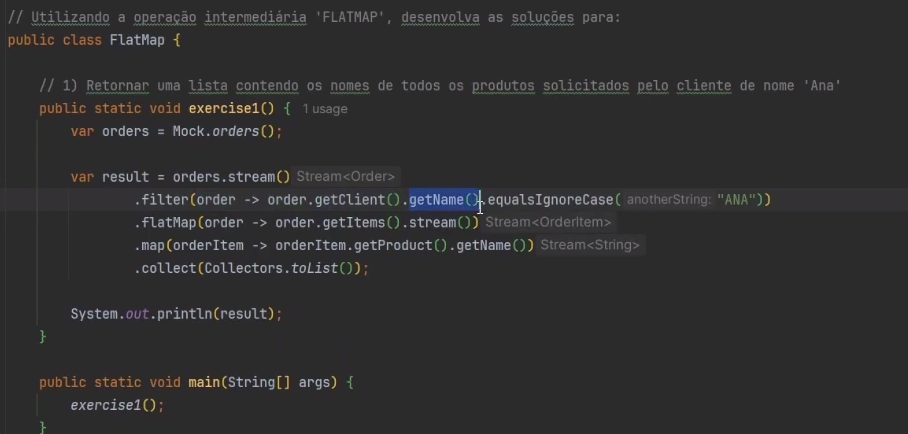 // Utilizando a operação intermediária 'FLATMAP', desenvolva as soluções para:
public class FlatMap {
// 1) Retornar uma lista contendo os nomes de todos os produtos solicitados pelo cliente de nome 'Ana'
public static void exercise1() { 1 usage
var orders = Mock.orders();
var result = orders.stream() Stream<Order>
.filter(order -> order.getClient().getName().equalsIgnoreCase( anotherString: "ANA"))
.flatMap(order -> order.getItems().stream()) Stream<OrderItem>
.map(orderItem -> orderItem.getProduct().getName()) Stream<String>
.collect(Collectors.toList());
System.out.println(result);
}
public static void main(String[] args) {
exercise1();
}